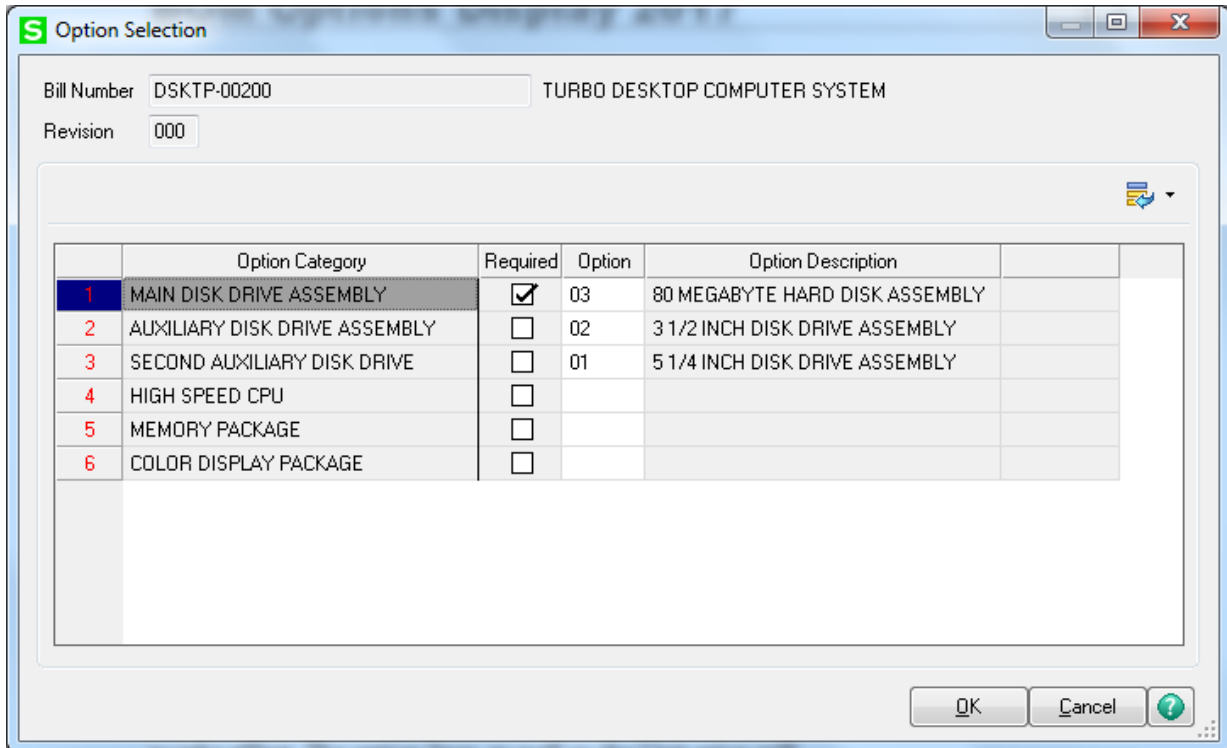 S Option Selection
Bill Number DSKTP-00200 TURBO DESKTOP COMPUTER SYSTEM
Revision 000
Option Category Required Option Option Description
1 MAIN DISK DRIVE ASSEMBLY 03 80 MEGABYTE HARD DISK ASSEMBLY
2 AUXILIARY DISK DRIVE ASSEMBLY 02 3 1/2 INCH DISK DRIVE ASSEMBLY
3 SECOND AUXILIARY DISK DRIVE 01 5 1/4 INCH DISK DRIVE ASSEMBLY
4 HIGH SPEED CPU
5 MEMORY PACKAGE
6 COLOR DISPLAY PACKAGE
OK Cancel ?